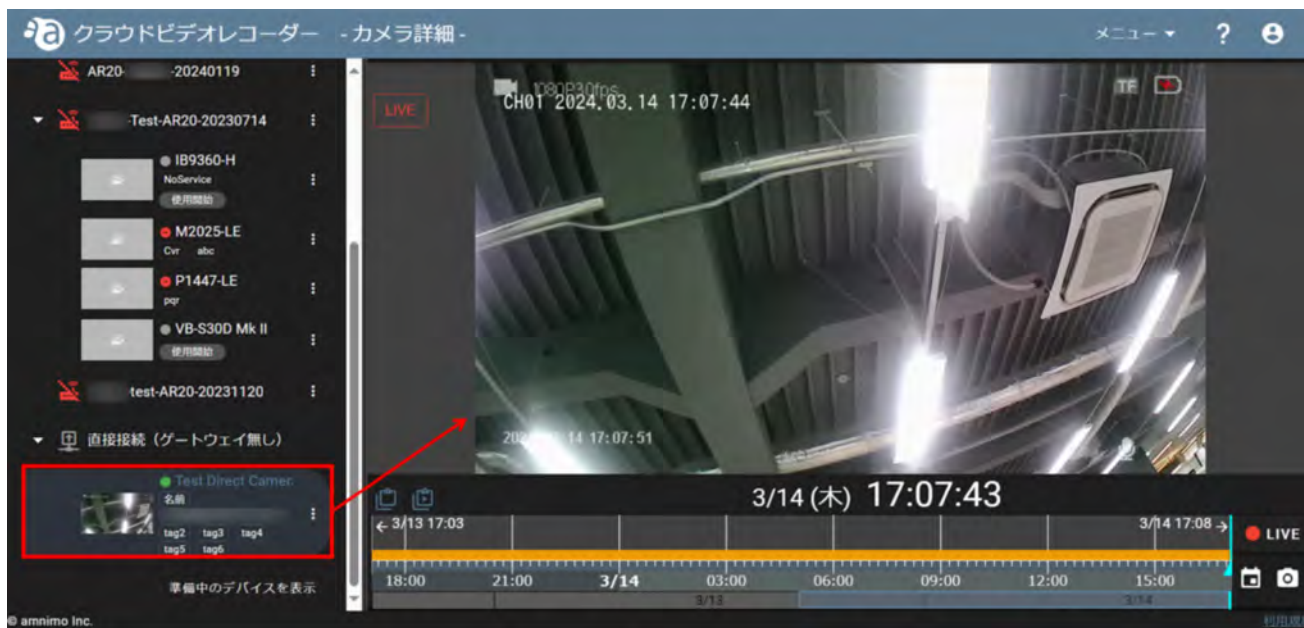 クラウドビデオレコーダー - カメラ詳細 -
メニュー
?
AR20- -20240119
-Test-AR20-20230714
IB9360-H
NoService
使用開始
M2025-LE
Cvr abc
P1447-LE
pqr
VB-S30D Mk II
使用開始
test-AR20-20231120
直接接続（ゲートウェイ無し）
Test Direct Camer
名前
tag2 tag3 tag4
tag5 tag6
準備中のデバイスを表示
LIVE
1080P30fps
CH01 2024.03.14 17:07:44
TF
14 17:07:51
3/14 (木) 17:07:43
← 3/13 17:03
3/14 17:08 →
LIVE
18:00 21:00 3/14 03:00 06:00 09:00 12:00 15:00
3/13 3/14
© amnimo Inc.
利用規